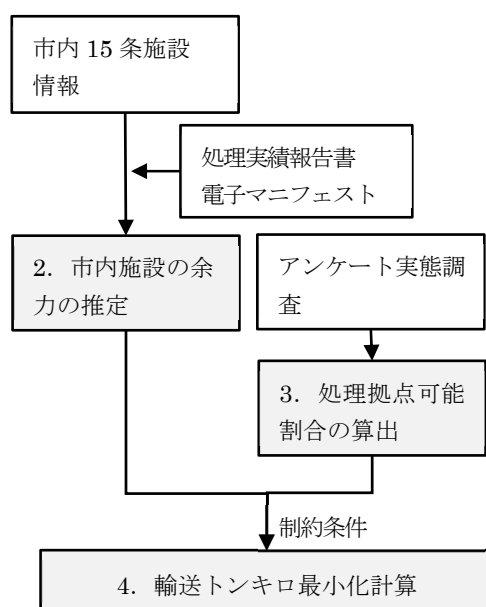 市内 15 条施設
情報
処理実績報告書
電子マニフェスト
2．市内施設の余
力の推定
アンケート実態調
査
3．処理拠点可能
割合の算出
制約条件
4．輸送トンキロ最小化計算